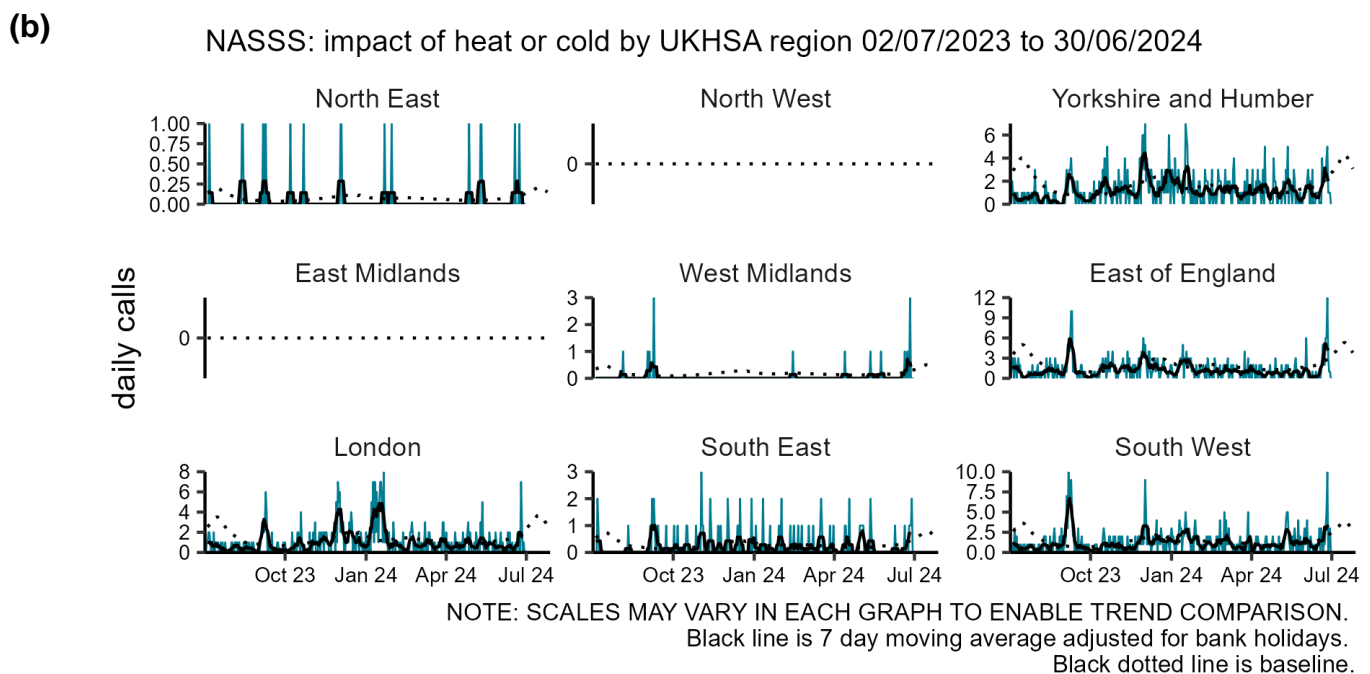 (b)
NASSS: impact of heat or cold by UKHSA region 02/07/2023 to 30/06/2024
North East
North West
Yorkshire and Humber
1.00
0.75
0.50
0.25
0.00
0
6
4
2
0
daily calls
East Midlands
West Midlands
East of England
0
3
2
1
0
12
9
6
3
0
London
South East
South West
8
6
4
2
0
3
2
1
0
10.0
7.5
5.0
2.5
0.0
Oct 23 Jan 24 Apr 24 Jul 24
Oct 23 Jan 24 Apr 24 Jul 24
Oct 23 Jan 24 Apr 24 Jul 24
NOTE: SCALES MAY VARY IN EACH GRAPH TO ENABLE TREND COMPARISON.
Black line is 7 day moving average adjusted for bank holidays.
Black dotted line is baseline.